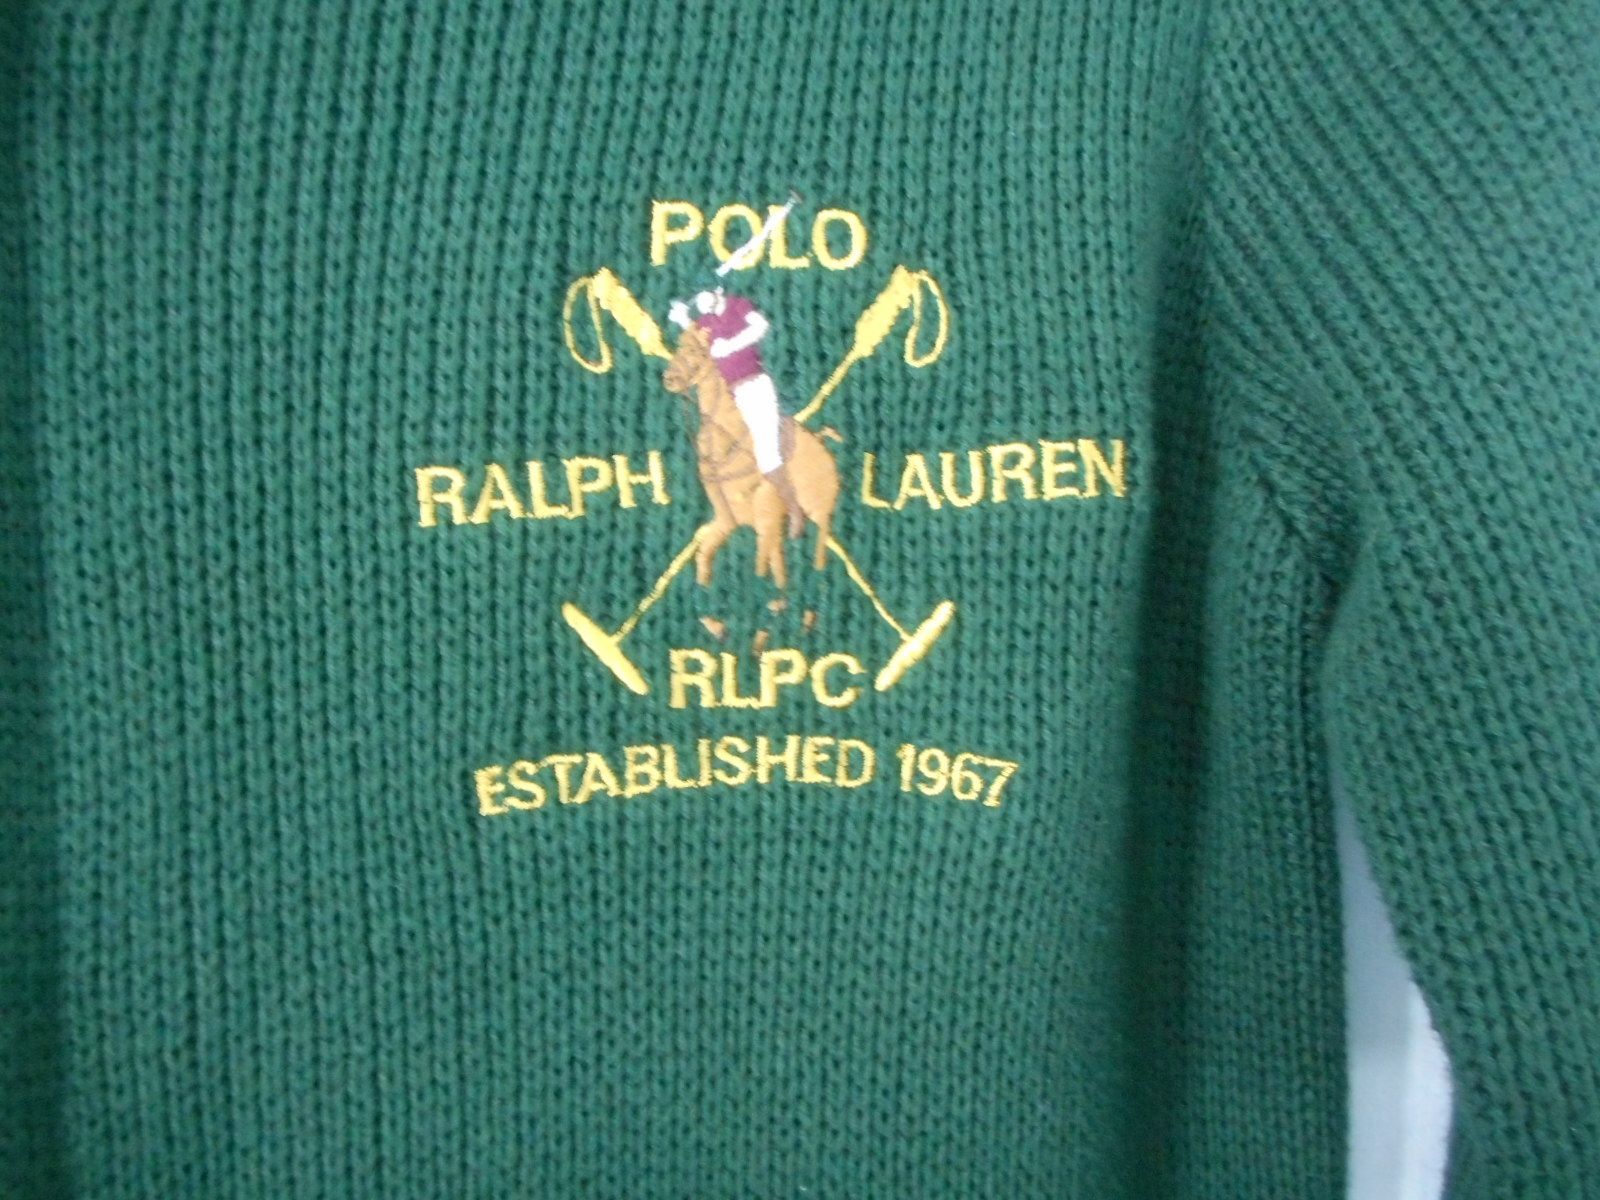 POLO
RALPH LAUREN
RLPC
ESTABLISHED 1967